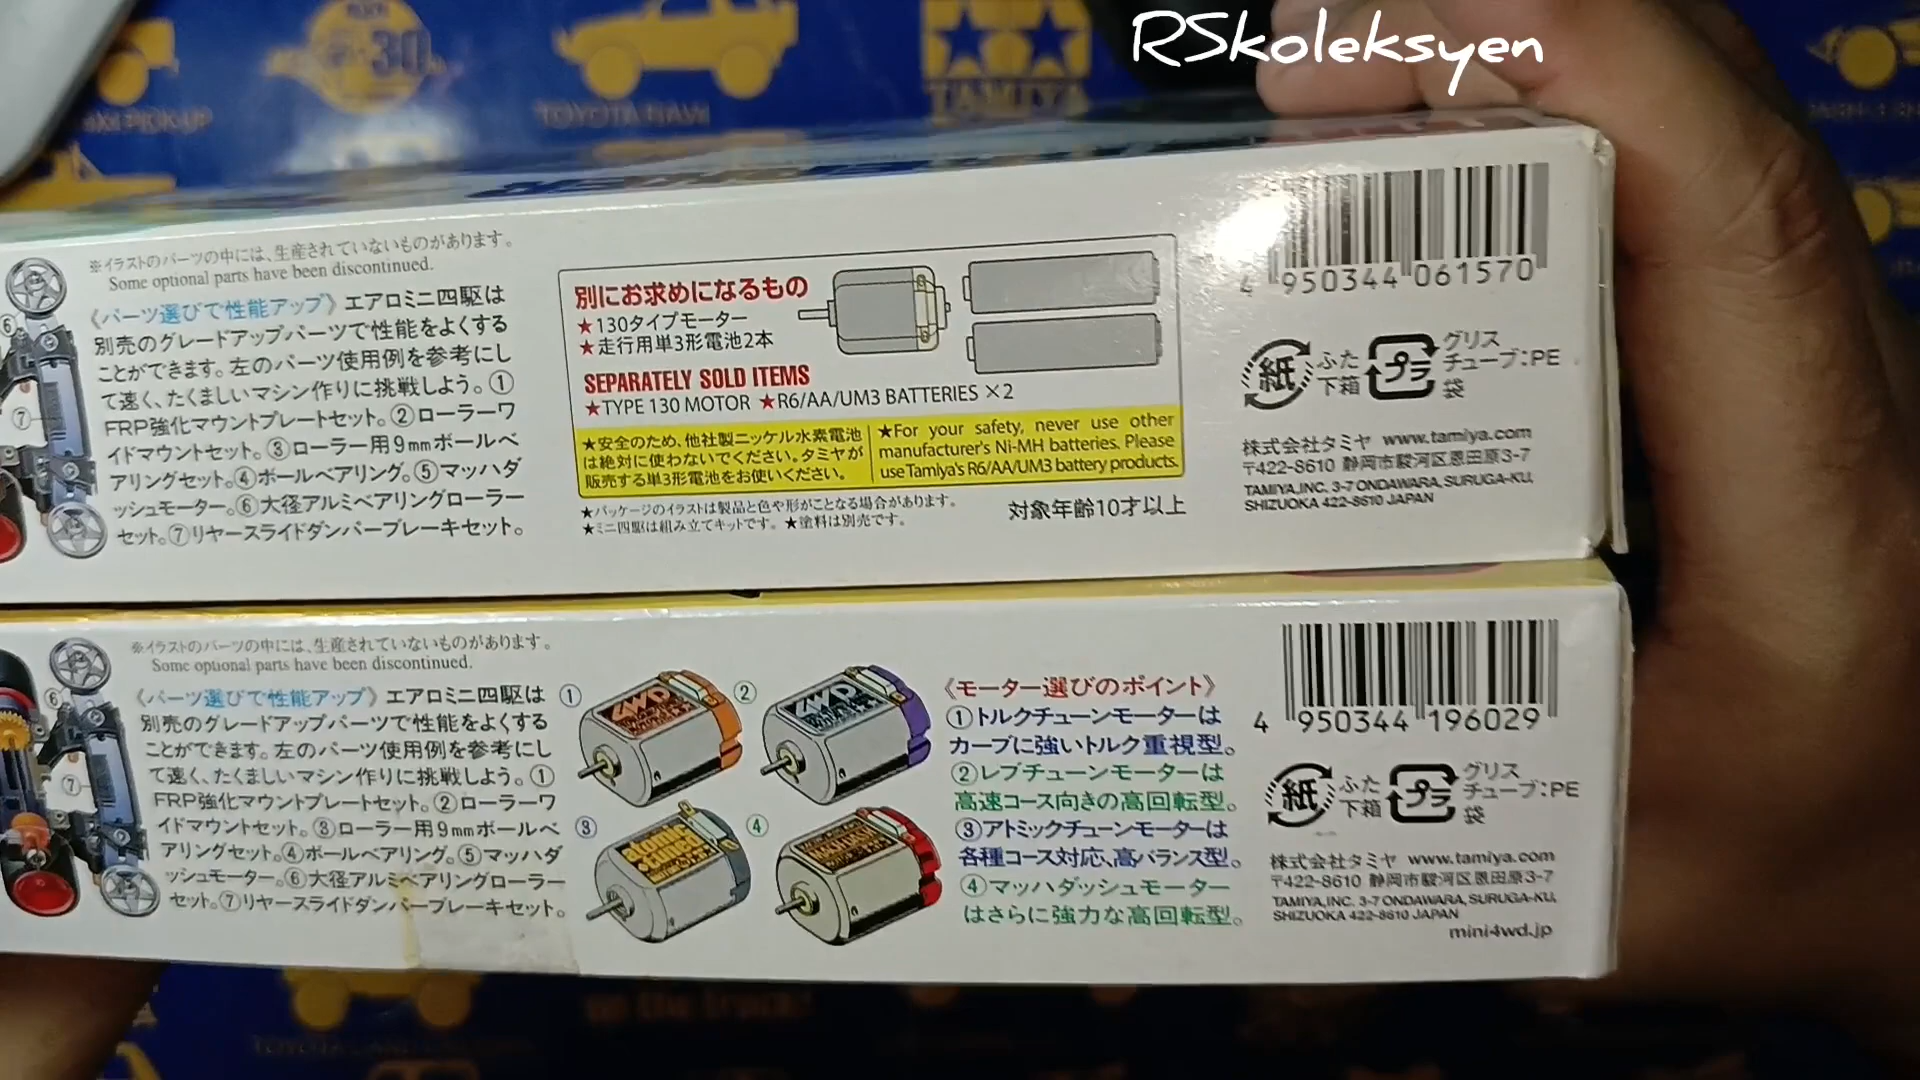 RSkoleksyen
TOYOTA
TAMIYA
※イラストのパーツの中には、生産されていないものがあります。
Some optional parts have been discontinued.
《パーツ選びで性能アップ》エアロミニ四駆は
別売のグレードアップパーツで性能をよくする
ことができます。左のパーツ使用例を参考にし
て速く、たくましいマシン作りに挑戦しよう。①
FRP強化マウントプレートセット。②ローラーワ
イドマウントセット。③ローラー用9mmボールベ
アリングセット。④ボールベアリング。⑤マッハダ
ッシュモーター。⑥大径アルミベアリングローラー
セット。⑦リヤースライドダンパーブレーキセット。
⑥
⑦
別にお求めになるもの
★130タイプモーター
★走行用単3形電池2本
SEPARATELY SOLD ITEMS
★TYPE 130 MOTOR ★R6/AA/UM3 BATTERIES ×2
★安全のため、他社製ニッケル水素電池
は絶対に使わないでください。タミヤが
販売する単3形電池をお使いください。
★For your safety, never use other
manufacturer's Ni-MH batteries. Please
use Tamiya's R6/AA/UM3 battery products.
★パッケージのイラストは製品と色や形がことなる場合があります。
★ミニ四駆は組み立てキットです。★塗料は別売です。
対象年齢10才以上
4 950344 061570
紙
ふた
下箱
プラ
グリス
チューブ:PE
袋
株式会社タミヤ www.tamiya.com
〒422-8610 静岡市駿河区恩田原3-7
TAMIYA,INC. 3-7 ONDAWARA, SURUGA-KU,
SHIZUOKA 422-8610 JAPAN
※イラストのパーツの中には、生産されていないものがあります。
Some optional parts have been discontinued.
《パーツ選びで性能アップ》エアロミニ四駆は
別売のグレードアップパーツで性能をよくする
ことができます。左のパーツ使用例を参考にし
て速く、たくましいマシン作りに挑戦しよう。①
FRP強化マウントプレートセット。②ローラーワ
イドマウントセット。③ローラー用9mmボールベ
アリングセット。④ボールベアリング。⑤マッハダ
ッシュモーター。⑥大径アルミベアリングローラー
セット。⑦リヤースライドダンパーブレーキセット。
⑥
⑦
①
②
③
④
《モーター選びのポイント》
①トルクチューンモーターは
カーブに強いトルク重視型。
②レブチューンモーターは
高速コース向きの高回転型。
③アトミックチューンモーターは
各種コース対応、高バランス型。
④マッハダッシュモーター
はさらに強力な高回転型。
4 950344 196029
紙
ふた
下箱
プラ
グリス
チューブ:PE
袋
株式会社タミヤ www.tamiya.com
〒422-8610 静岡市駿河区恩田原3-7
TAMIYA,INC. 3-7 ONDAWARA, SURUGA-KU,
SHIZUOKA 422-8610 JAPAN
mini4wd.jp